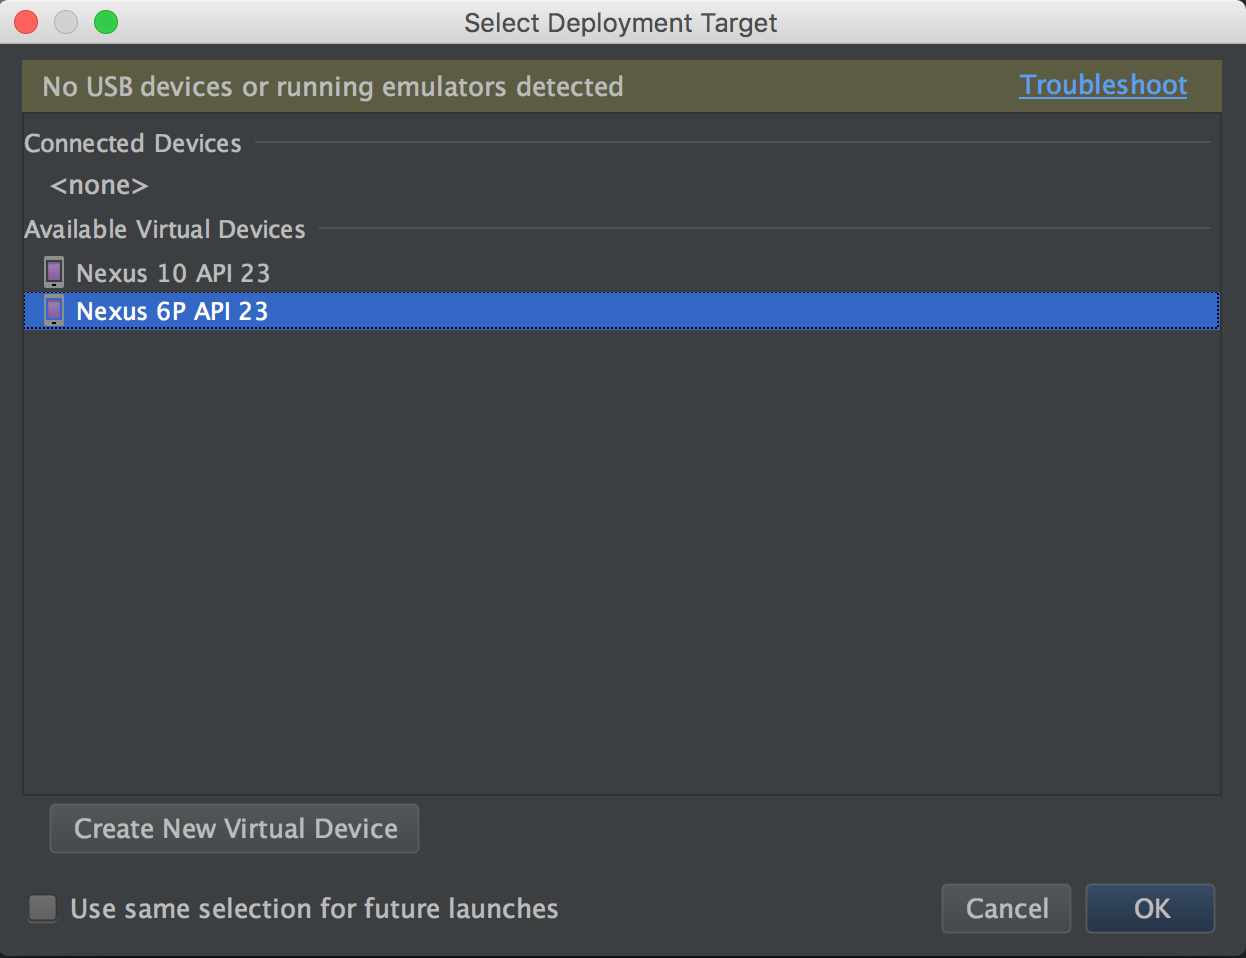 Select Deployment Target
No USB devices or running emulators detected Troubleshoot
Connected Devices
<none>
Available Virtual Devices
Nexus 10 API 23
Nexus 6P API 23
Create New Virtual Device
Use same selection for future launches Cancel OK